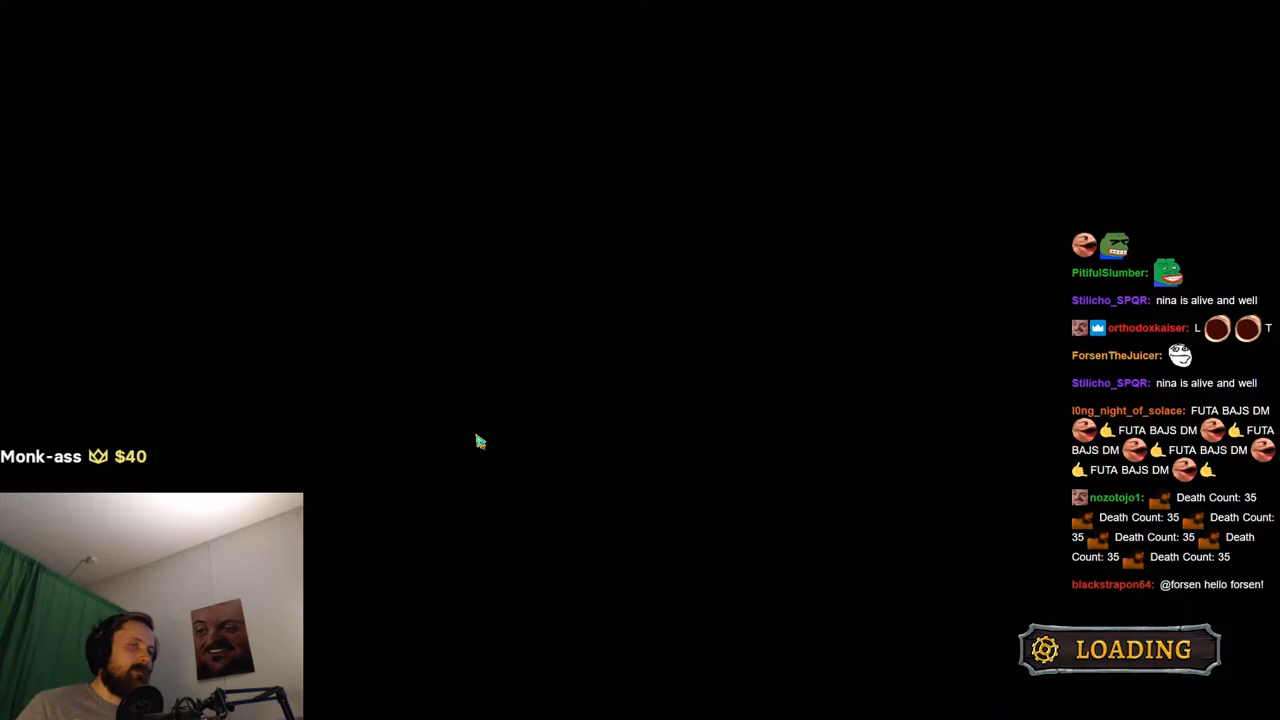 PitifulSlumber:
Stilicho_SPQR: nina is alive and well
orthodoxkaiser: L T
ForsenTheJuicer:
Stilicho_SPQR: nina is alive and well
l0ng_night_of_solace: FUTA BAJS DM
FUTA BAJS DM FUTA
BAJS DM FUTA BAJS DM
FUTA BAJS DM
Monk-ass $40
nozotojo1: Death Count: 35
Death Count: 35 Death Count:
35 Death Count: 35 Death
Count: 35 Death Count: 35
blackstrapon64: @forsen hello forsen!
LOADING